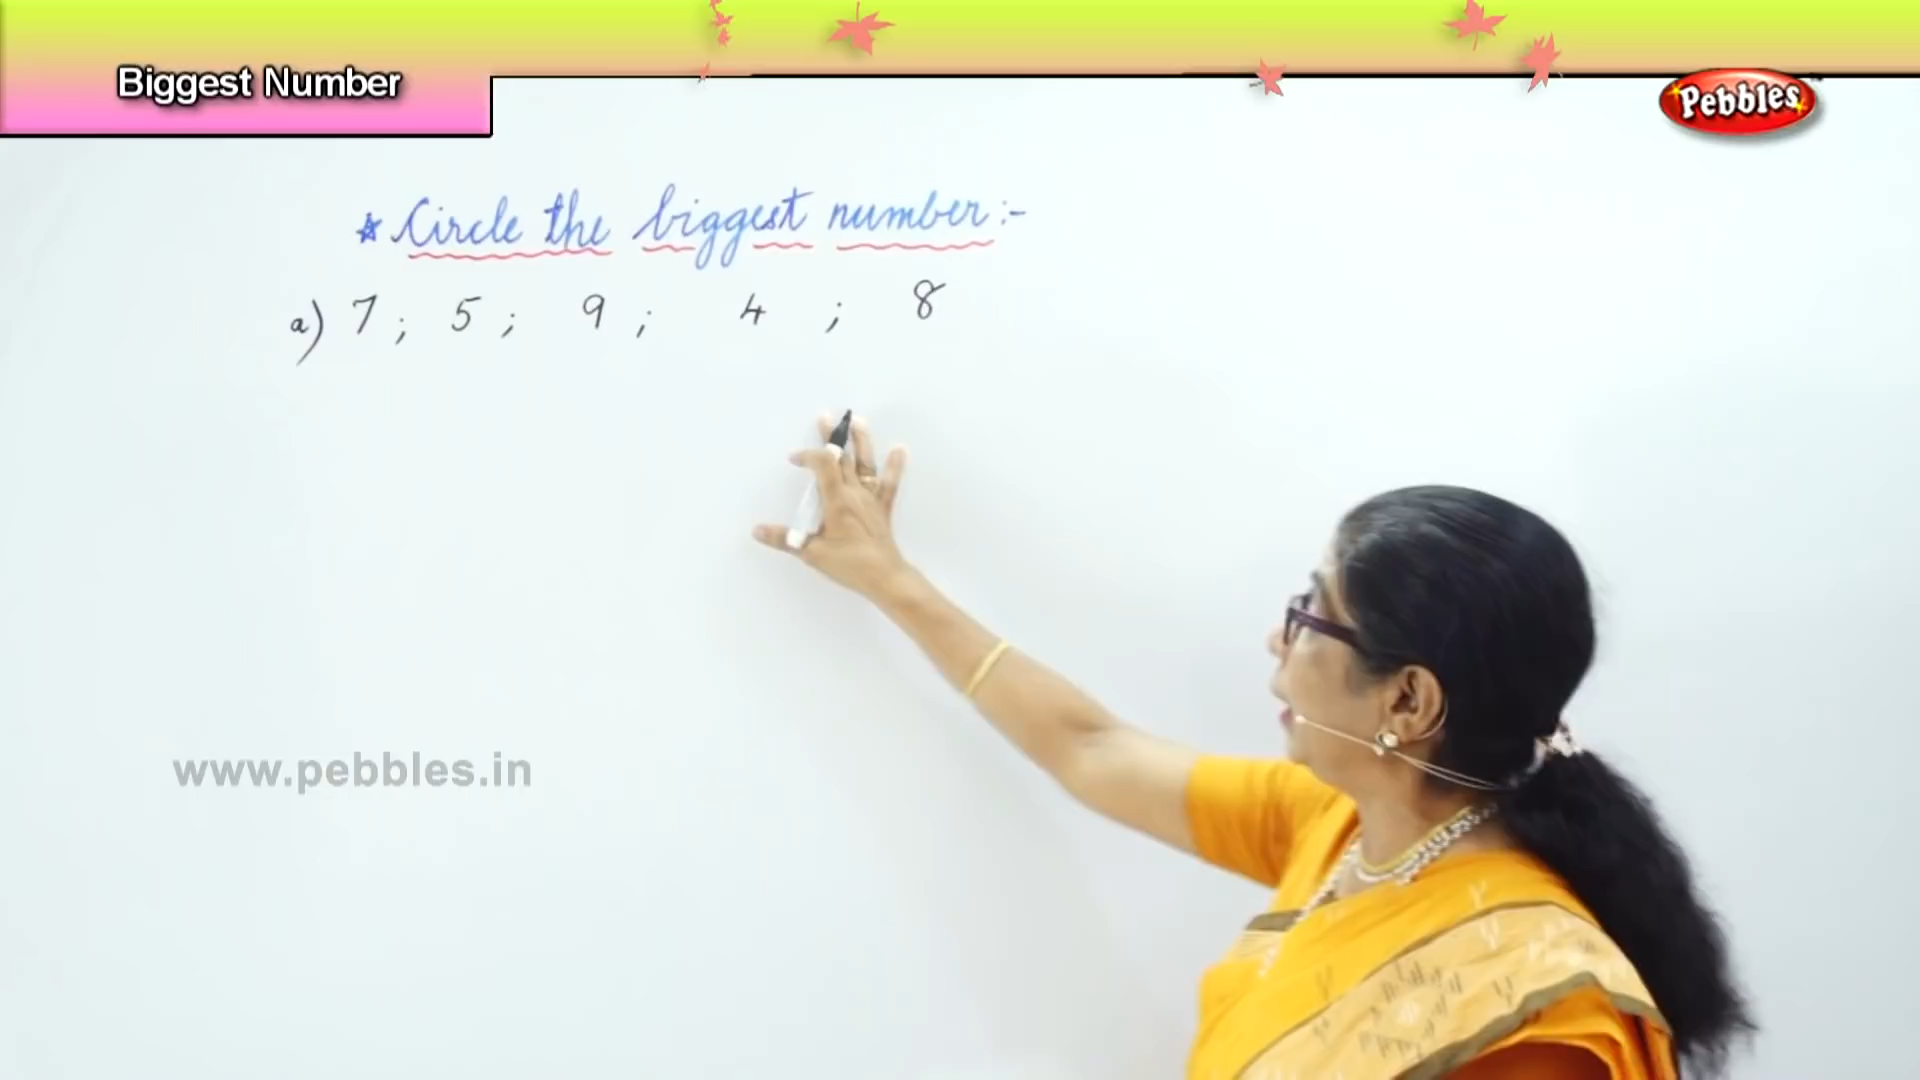 Biggest Number
Pebbles
* Circle the biggest number:-
a) 7 ; 5 ; 9 ; 4 ; 8
www.pebbles.in